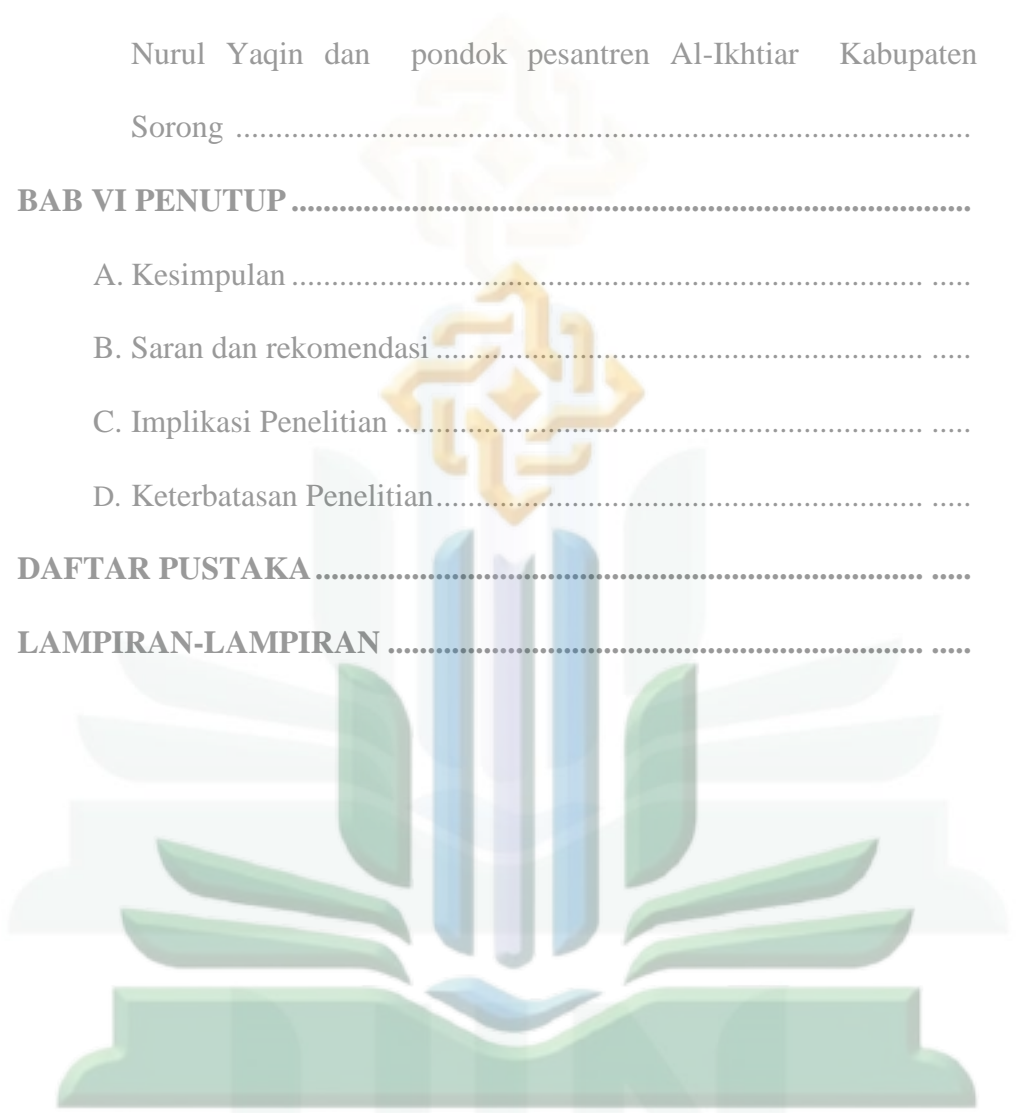 Nurul Yaqin dan pondok pesantren Al-Ikhtiar Kabupaten
Sorong ................................................................................
BAB VI PENUTUP ................................................................................
A. Kesimpulan ........................................................................ .....
B. Saran dan rekomendasi ........................................................ .....
C. Implikasi Penelitian ............................................................. .....
D. Keterbatasan Penelitian........................................................ .....
DAFTAR PUSTAKA ........................................................................ .....
LAMPIRAN-LAMPIRAN ................................................................ .....